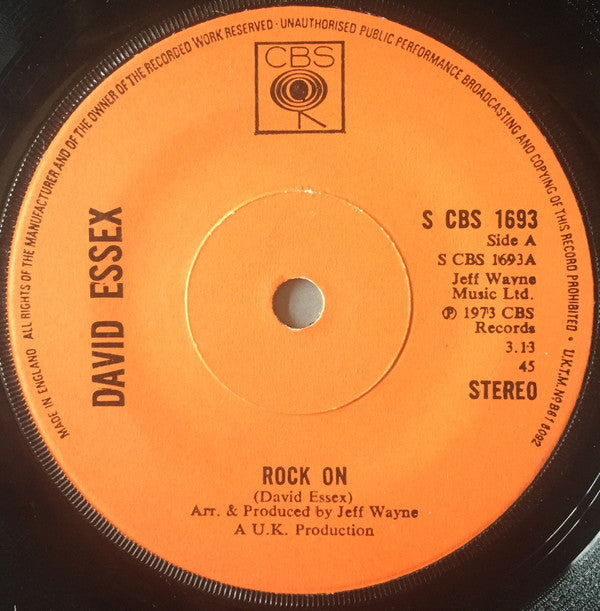 MADE IN ENGLAND · ALL RIGHTS OF THE MANUFACTURER AND OF THE OWNER OF THE RECORDED WORK RESERVED · UNAUTHORISED PUBLIC PERFORMANCE BROADCASTING AND COPYING OF THIS RECORD PROHIBITED · U.K.T.M. No B618092
CBS
DAVID ESSEX
S CBS 1693
Side A
S CBS 1693A
Jeff Wayne
Music Ltd.
℗ 1973 CBS
Records
3.13
45
STEREO
ROCK ON
(David Essex)
Arr. & Produced by Jeff Wayne
A U.K. Production